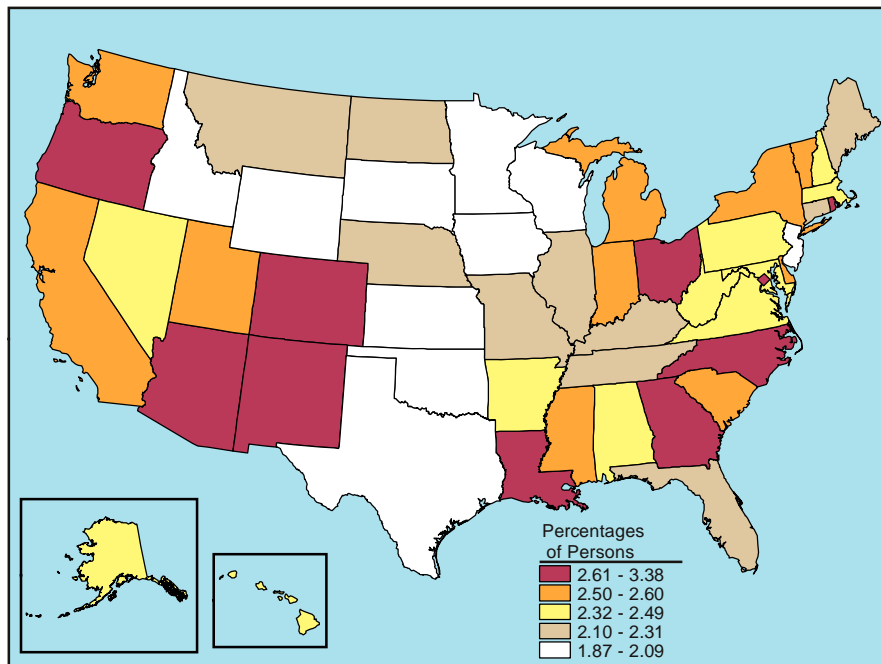 Percentages
of Persons
2.61 - 3.38
2.50 - 2.60
2.32 - 2.49
2.10 - 2.31
1.87 - 2.09